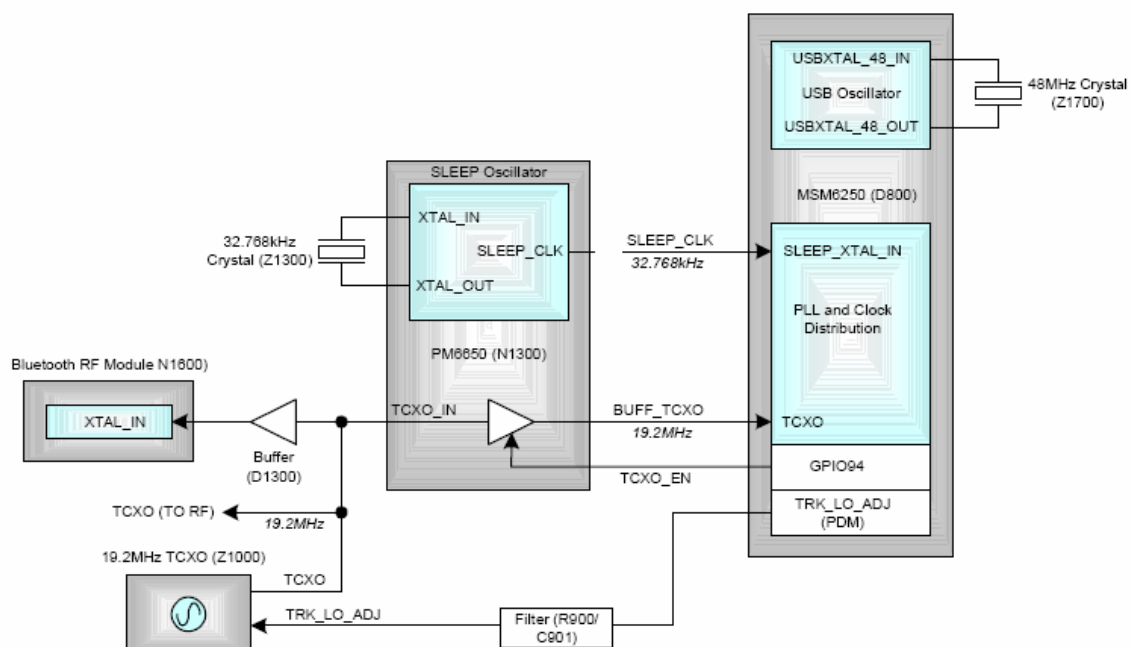 USBXTAL_48_IN
USB Oscillator
USBXTAL_48_OUT
48MHz Crystal
(Z1700)
MSM6250 (D800)
SLEEP Oscillator
XTAL_IN
SLEEP_CLK
XTAL_OUT
32.768kHz
Crystal (Z1300)
SLEEP_CLK
32.768kHz
SLEEP_XTAL_IN
PLL and Clock
Distribution
PM6650 (N1300)
Bluetooth RF Module N1600)
XTAL_IN
Buffer
(D1300)
TCXO_IN
BUFF_TCXO
19.2MHz
TCXO
TCXO_EN
GPIO94
TRK_LO_ADJ
(PDM)
TCXO (TO RF)
19.2MHz
19.2MHz TCXO (Z1000)
TCXO
TRK_LO_ADJ
Filter (R900/
C901)